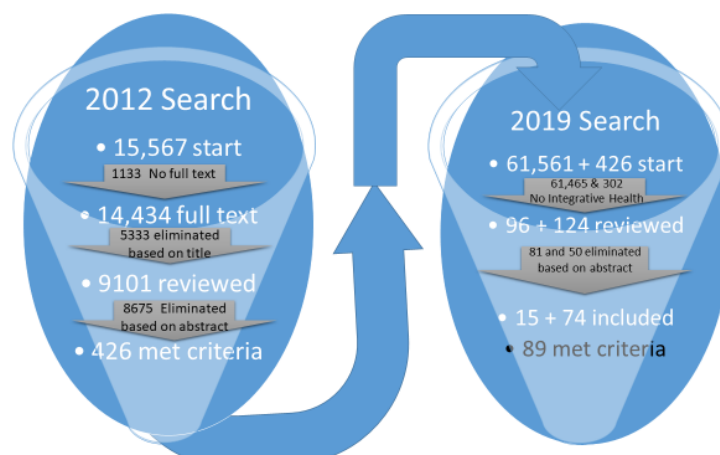 2012 Search
• 15,567 start
1133 No full text
• 14,434 full text
5333 eliminated
based on title
• 9101 reviewed
8675 Eliminated
based on abstract
• 426 met criteria
2019 Search
• 61,561 + 426 start
61,465 & 302
No Integrative Health
• 96 + 124 reviewed
81 and 50 eliminated
based on abstract
• 15 + 74 included
• 89 met criteria